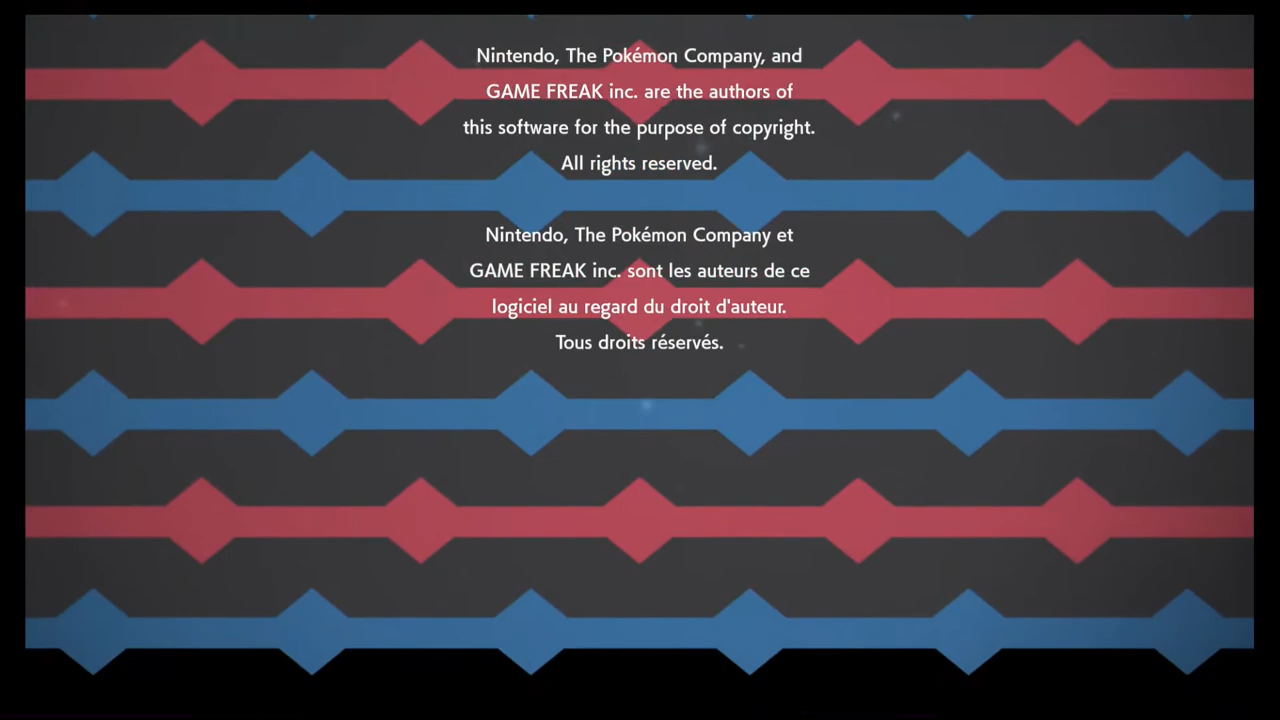 Nintendo, The Pokémon Company, and
GAME FREAK inc. are the authors of
this software for the purpose of copyright.
All rights reserved.
Nintendo, The Pokémon Company et
GAME FREAK inc. sont les auteurs de ce
logiciel au regard du droit d'auteur.
Tous droits réservés.